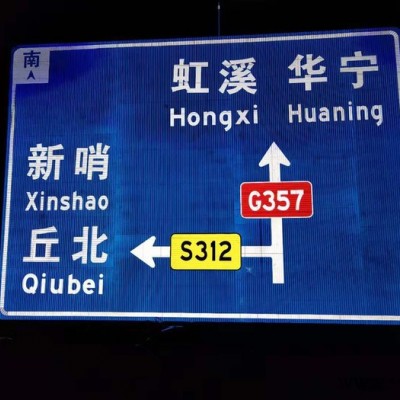 南
虹溪 华宁
Hongxi Huaning
新哨
Xinshao
G357
丘北
S312
Qiubei